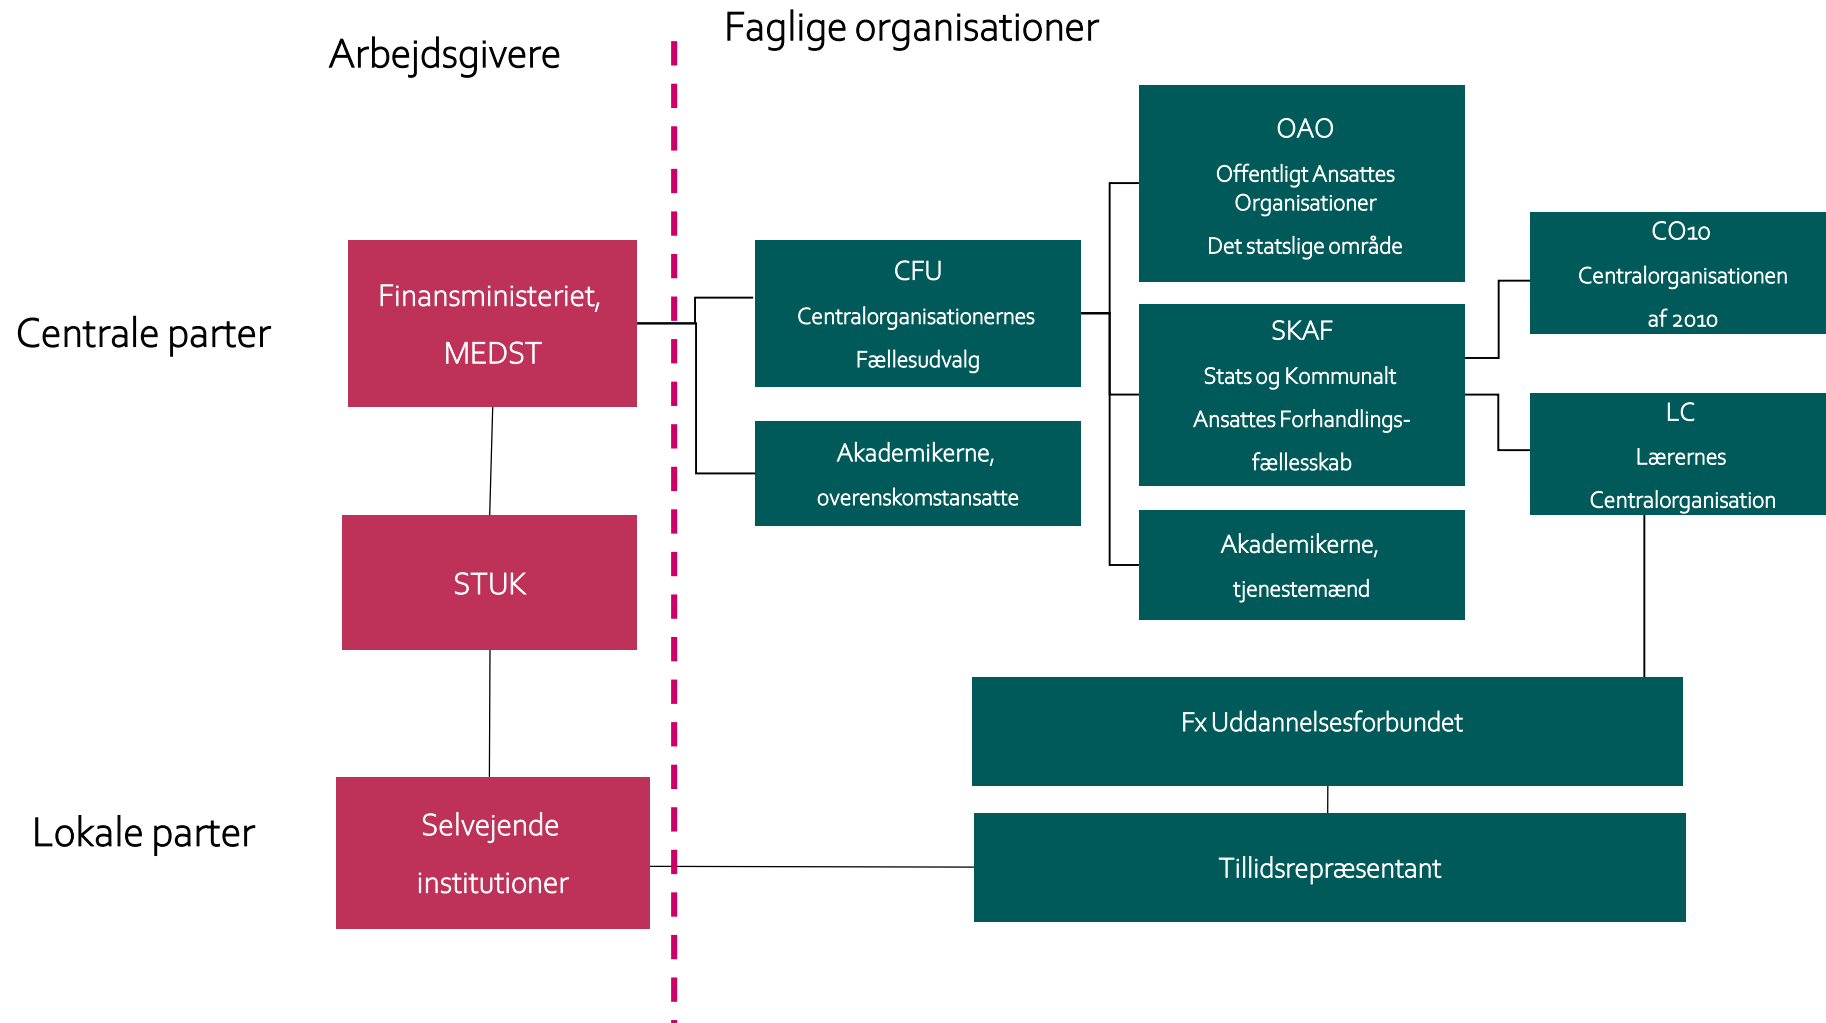 Arbejdsgivere
Faglige organisationer
Centrale parter
Finansministeriet,
MEDST
STUK
CFU
Centralorganisationernes
Fællesudvalg
Akademikerne,
overenskomstansatte
OAO
Offentligt Ansattes
Organisationer
Det statslige område
SKAF
Stats og Kommunalt
Ansattes Forhandlings-
fællesskab
Akademikerne,
tjenestemænd
CO10
Centralorganisationen
af 2010
LC
Lærernes
Centralorganisation
Lokale parter
Selvejende
institutioner
Fx Uddannelsesforbundet
Tillidsrepræsentant